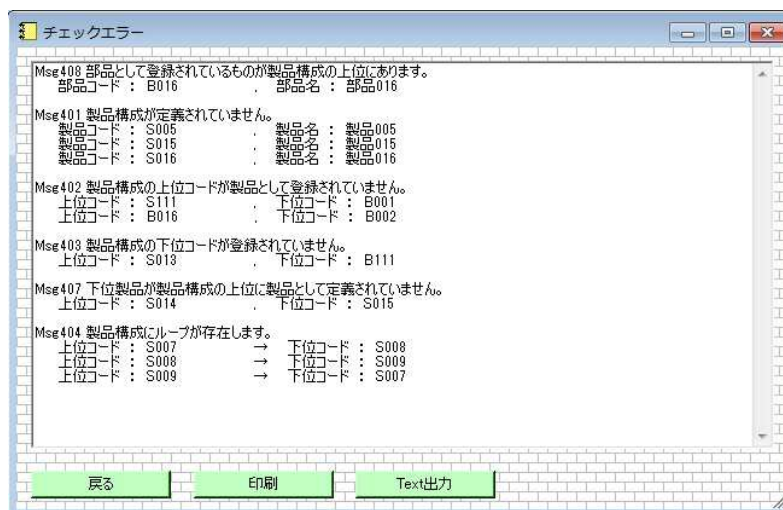 チェックエラー
Msg408 部品として登録されているものが製品構成の上位にあります。
部品コード : B016 , 部品名 : 部品016
Msg401 製品構成が定義されていません。
製品コード : S005 , 製品名 : 製品005
製品コード : S015 , 製品名 : 製品015
製品コード : S016 , 製品名 : 製品016
Msg402 製品構成の上位コードが製品として登録されていません。
上位コード : S111 , 下位コード : B001
上位コード : B016 , 下位コード : B002
Msg403 製品構成の下位コードが登録されていません。
上位コード : S013 , 下位コード : B111
Msg407 下位製品が製品構成の上位に製品として定義されていません。
上位コード : S014 , 下位コード : S015
Msg404 製品構成にループが存在します。
上位コード : S007 → 下位コード : S008
上位コード : S008 → 下位コード : S009
上位コード : S009 → 下位コード : S007
戻る 印刷 Text出力